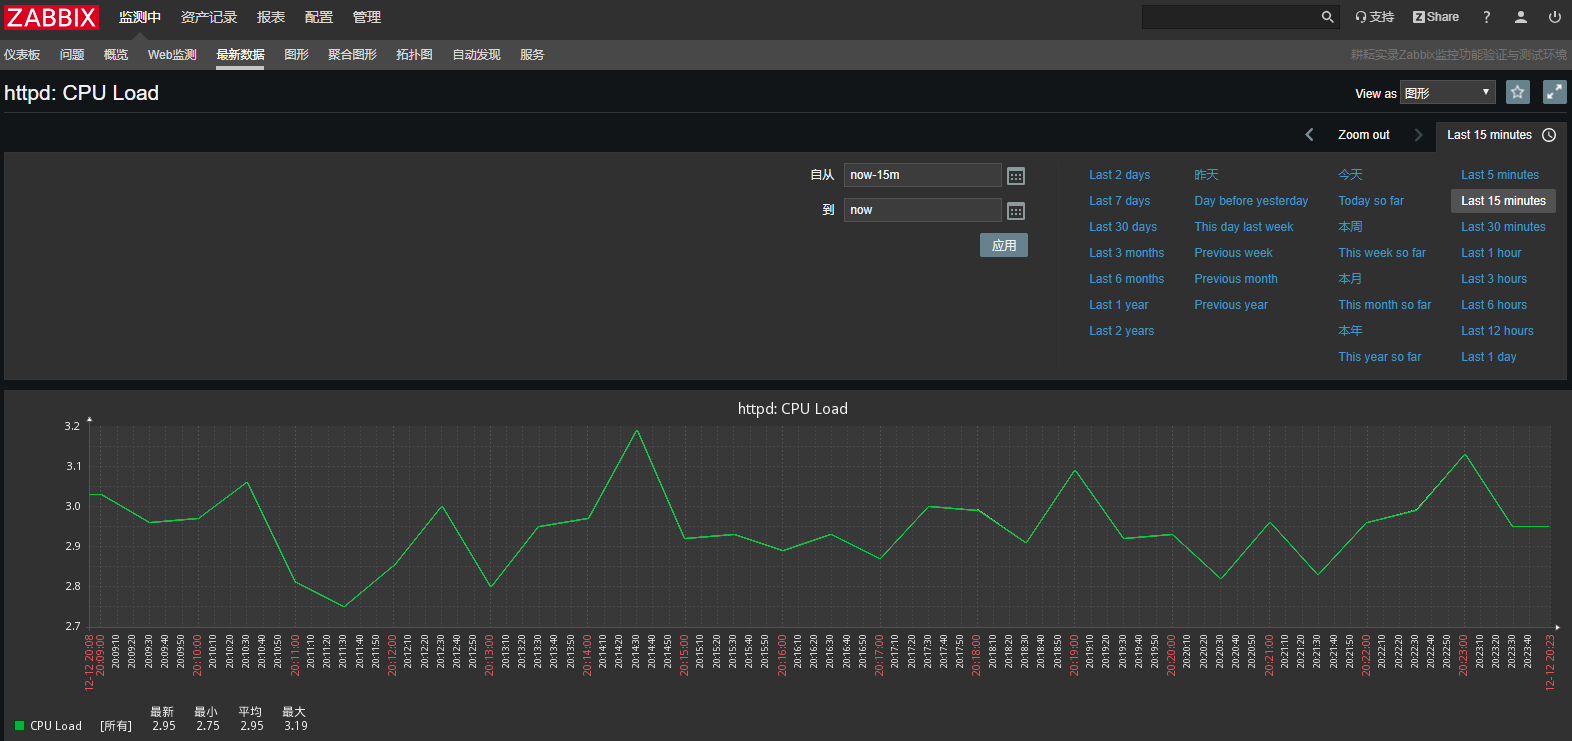 ZABBIX 监测中 资产记录 报表 配置 管理 支持 Z Share ?
仪表板 问题 概览 Web监测 最新数据 图形 聚合图形 拓扑图 自动发现 服务 耕耘实录Zabbix监控功能验证与测试环境
httpd: CPU Load View as 图形
Zoom out Last 15 minutes
自从 now-15m Last 2 days 昨天 今天 Last 5 minutes
Last 7 days Day before yesterday Today so far Last 15 minutes
到 now
Last 30 days This day last week 本周 Last 30 minutes
应用 Last 3 months Previous week This week so far Last 1 hour
Last 6 months Previous month 本月 Last 3 hours
Last 1 year Previous year This month so far Last 6 hours
Last 2 years 本年 Last 12 hours
This year so far Last 1 day
httpd: CPU Load
3.2
3.1
3.0
2.9
2.8
2.7
12-12 20:08 20:09:00 20:09:10 20:09:20 20:09:30 20:09:40 20:09:50 20:10:00 20:10:10 20:10:20 20:10:30 20:10:40 20:10:50 20:11:00 20:11:10 20:11:20 20:11:30 20:11:40 20:11:50 20:12:00 20:12:10 20:12:20 20:12:30 20:12:40 20:12:50 20:13:00 20:13:10 20:13:20 20:13:30 20:13:40 20:13:50 20:14:00 20:14:10 20:14:20 20:14:30 20:14:40 20:14:50 20:15:00 20:15:10 20:15:20 20:15:30 20:15:40 20:15:50 20:16:00 20:16:10 20:16:20 20:16:30 20:16:40 20:16:50 20:17:00 20:17:10 20:17:20 20:17:30 20:17:40 20:17:50 20:18:00 20:18:10 20:18:20 20:18:30 20:18:40 20:18:50 20:19:00 20:19:10 20:19:20 20:19:30 20:19:40 20:19:50 20:20:00 20:20:10 20:20:20 20:20:30 20:20:40 20:20:50 20:21:00 20:21:10 20:21:20 20:21:30 20:21:40 20:21:50 20:22:00 20:22:10 20:22:20 20:22:30 20:22:40 20:22:50 20:23:00 20:23:10 20:23:20 20:23:30 20:23:40 12-12 20:23
最新 最小 平均 最大
CPU Load [所有] 2.95 2.75 2.95 3.19